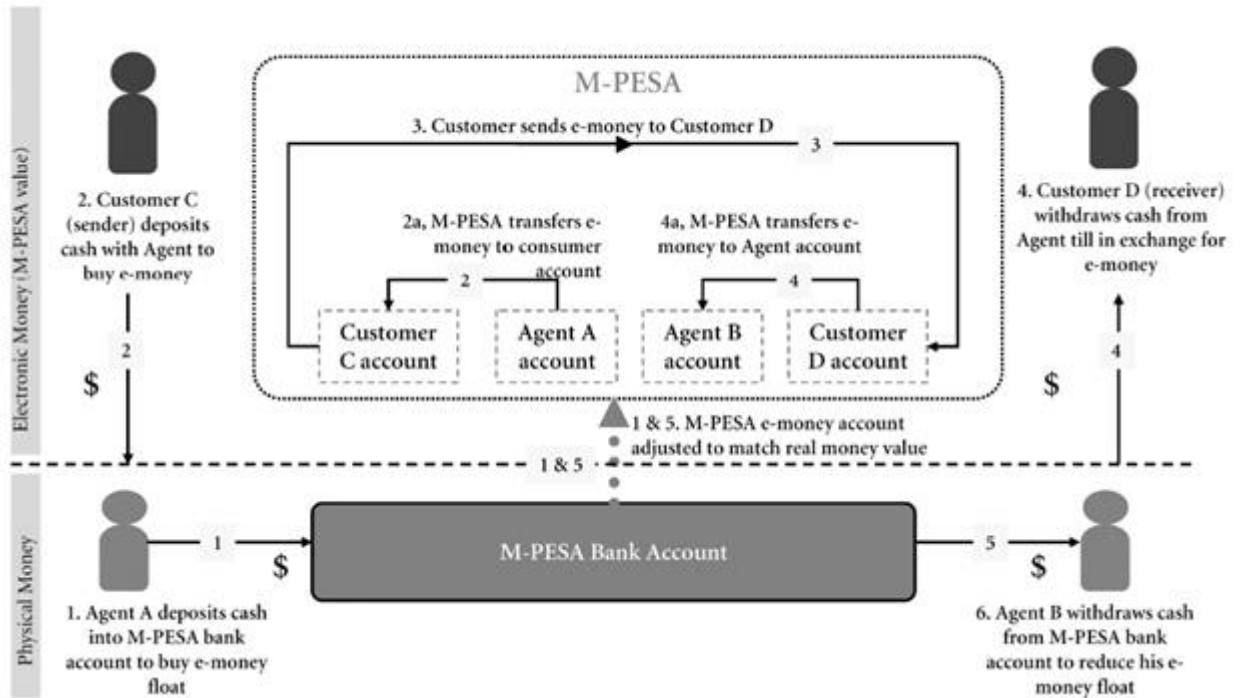 Electronic Money (M-PESA value)
Physical Money
M-PESA
3. Customer sends e-money to Customer D
3
2. Customer C
(sender) deposits
cash with Agent to
buy e-money
2
$
2a, M-PESA transfers e-
money to consumer
account
2
4a, M-PESA transfers e-
money to Agent account
4
Customer
C account
Agent A
account
Agent B
account
Customer
D account
4. Customer D (receiver)
withdraws cash from
Agent till in exchange for
e-money
4
$
1 & 5. M-PESA e-money account
adjusted to match real money value
1 & 5
1
$
M-PESA Bank Account
5
$
1. Agent A deposits cash
into M-PESA bank
account to buy e-money
float
6. Agent B withdraws cash
from M-PESA bank
account to reduce his e-
money float